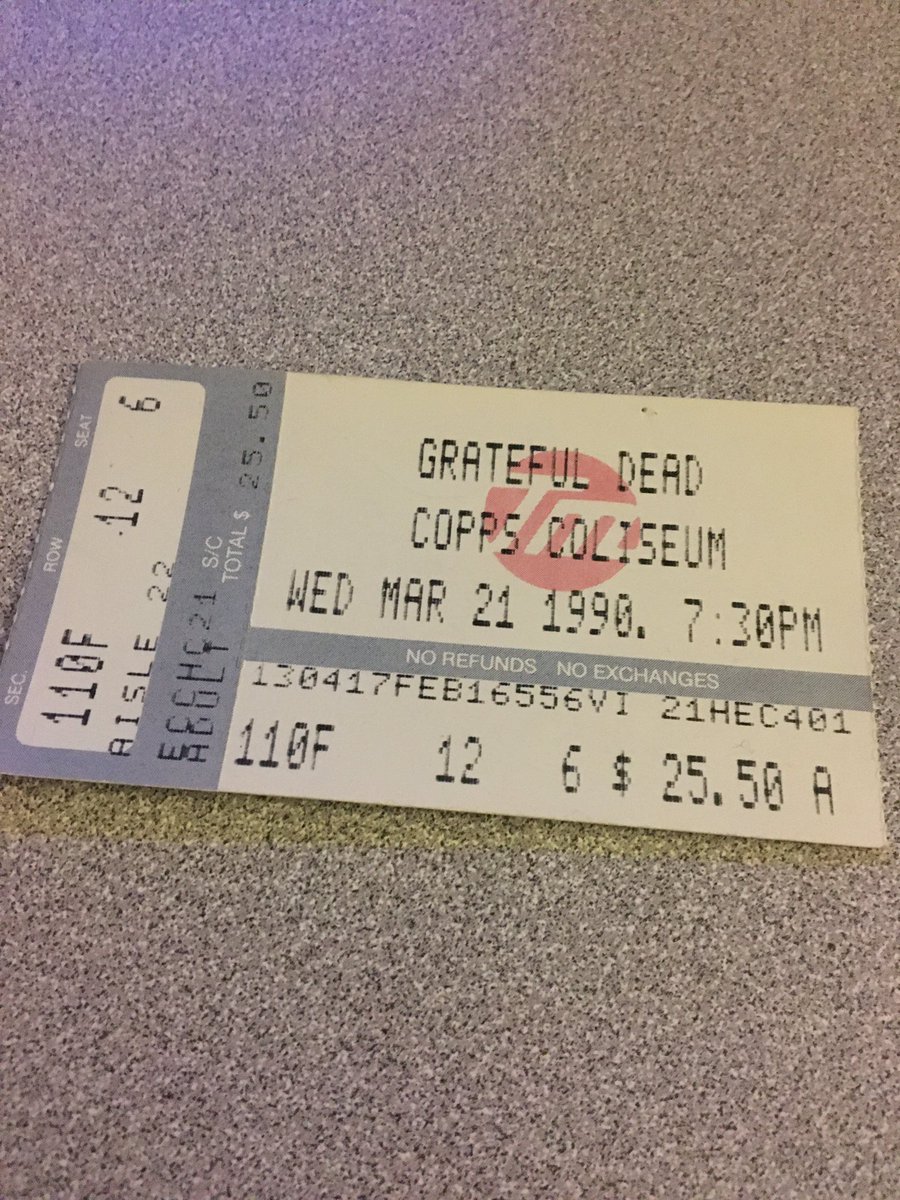 GRATEFUL DEAD
COPPS COLISEUM
WED MAR 21 1990. 7:30PM
NO REFUNDS NO EXCHANGES
130417FEB16556VI 21HEC401
110F 12 6 $ 25.50 A
SEC. ROW SEAT
110F 12 6
AISLE 22
S/C
TOTAL $ 25.50
ADULT